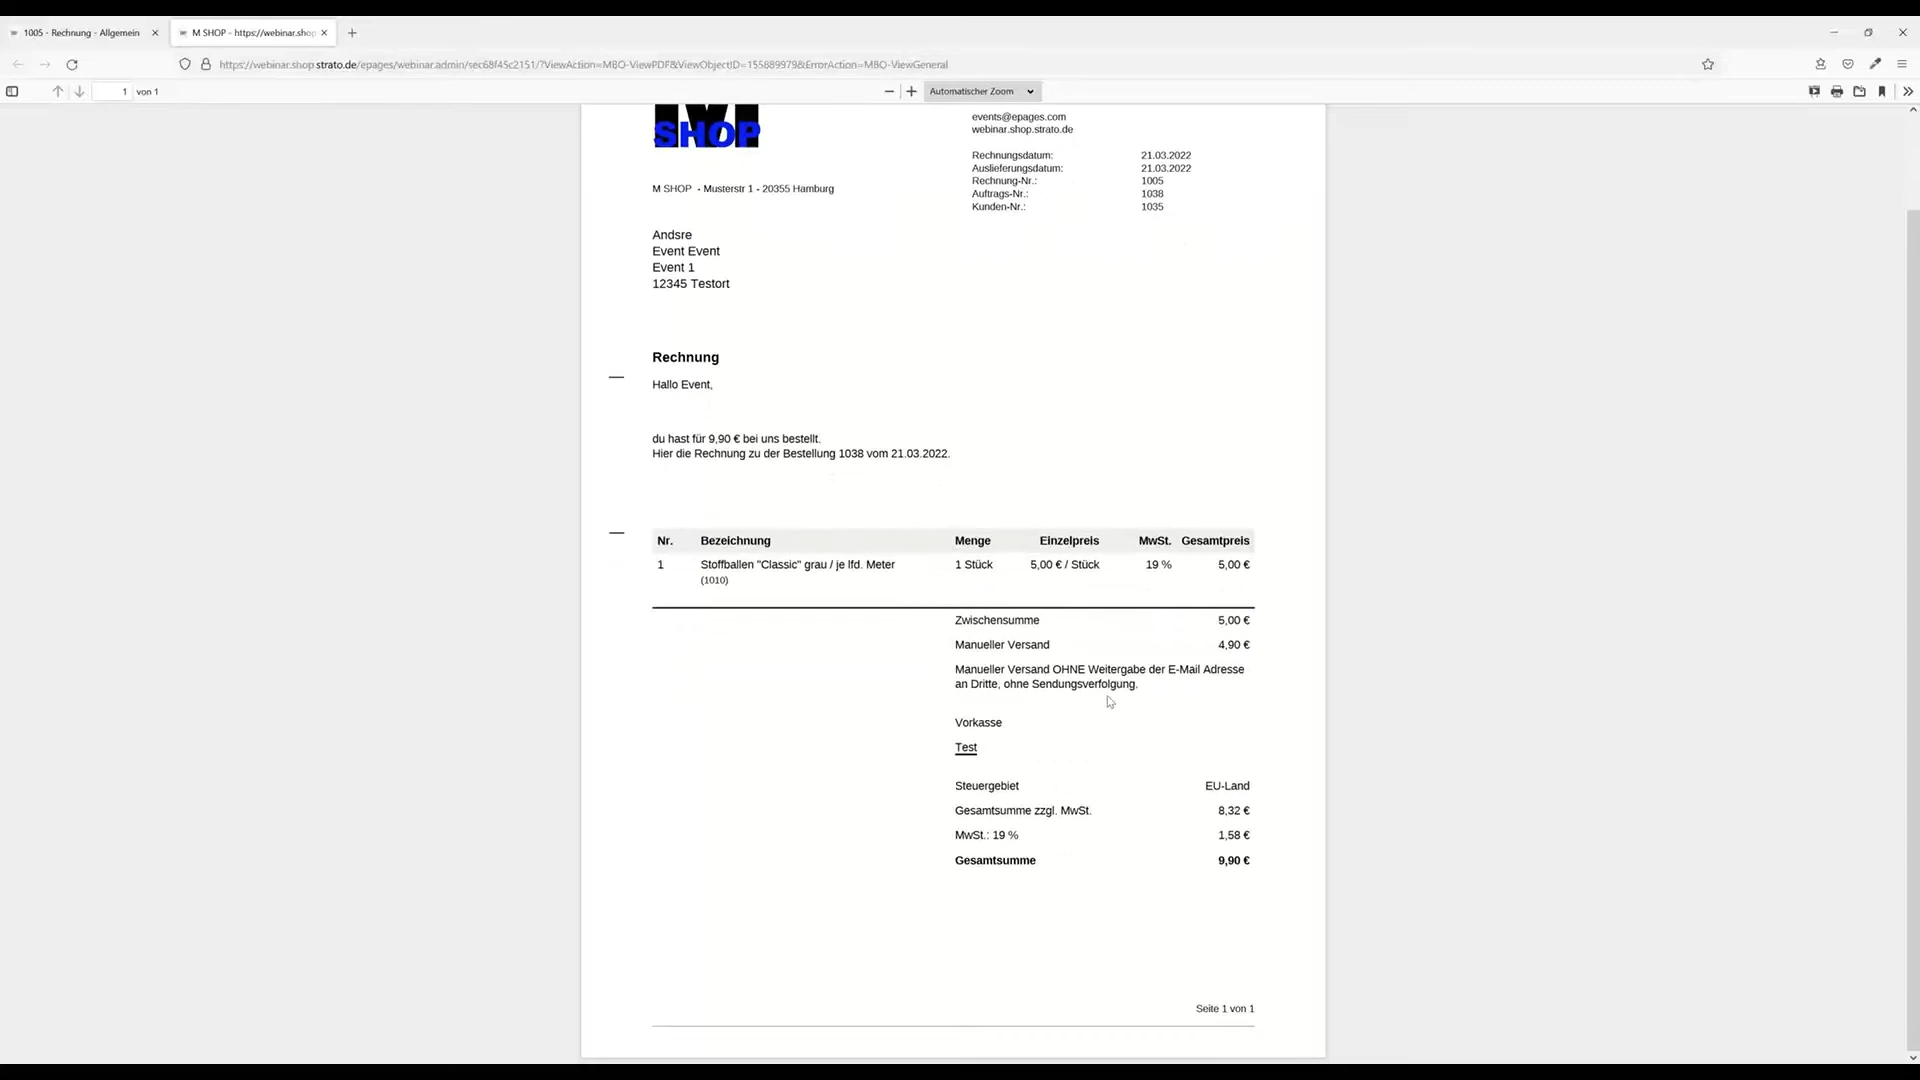 1005 - Rechnung - Allgemein
M SHOP - https://webinar.shop
https://webinar.shop.strato.de/epages/webinar.admin/sec68f45c2151/?ViewAction=MBO-ViewPDF&ViewObjectID=155889979&ErrorAction=MBO-ViewGeneral
1 von 1
Automatischer Zoom
SHOP
events@epages.com
webinar.shop.strato.de
Rechnungsdatum: 21.03.2022
Auslieferungsdatum: 21.03.2022
Rechnung-Nr.: 1005
Auftrags-Nr.: 1038
Kunden-Nr.: 1035
M SHOP - Musterstr 1 - 20355 Hamburg
Andsre
Event Event
Event 1
12345 Testort
Rechnung
Hallo Event,
du hast für 9,90 € bei uns bestellt.
Hier die Rechnung zu der Bestellung 1038 vom 21.03.2022.
Nr. Bezeichnung Menge Einzelpreis MwSt. Gesamtpreis
1 Stoffballen "Classic" grau / je lfd. Meter 1 Stück 5,00 € / Stück 19 % 5,00 €
(1010)
Zwischensumme 5,00 €
Manueller Versand 4,90 €
Manueller Versand OHNE Weitergabe der E-Mail Adresse
an Dritte, ohne Sendungsverfolgung.
Vorkasse
Test
Steuergebiet EU-Land
Gesamtsumme zzgl. MwSt. 8,32 €
MwSt.: 19 % 1,58 €
Gesamtsumme 9,90 €
Seite 1 von 1